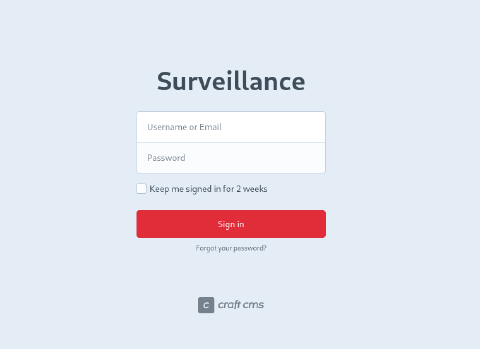 Surveillance
Username or Email
Password
Keep me signed in for 2 weeks
Sign in
Forgot your password?
C craft cms